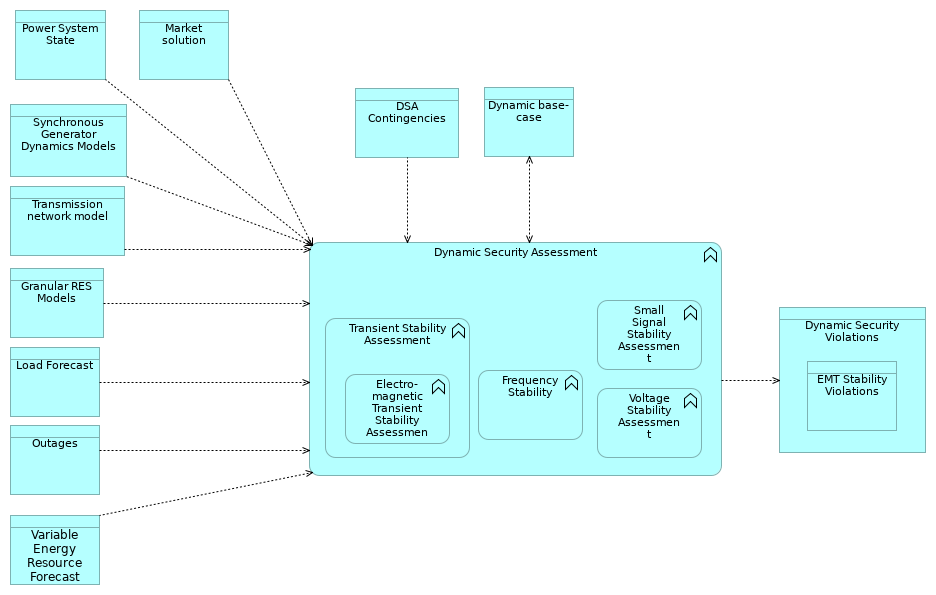 Power System
State
Market
solution
Synchronous
Generator
Dynamics Models
Transmission
network model
Granular RES
Models
Load Forecast
Outages
Variable
Energy
Resource
Forecast
DSA
Contingencies
Dynamic base-
case
Dynamic Security Assessment
Transient Stability
Assessment
Electro-
magnetic
Transient
Stability
Assessmen
Frequency
Stability
Small
Signal
Stability
Assessmen
t
Voltage
Stability
Assessmen
t
Dynamic Security
Violations
EMT Stability
Violations